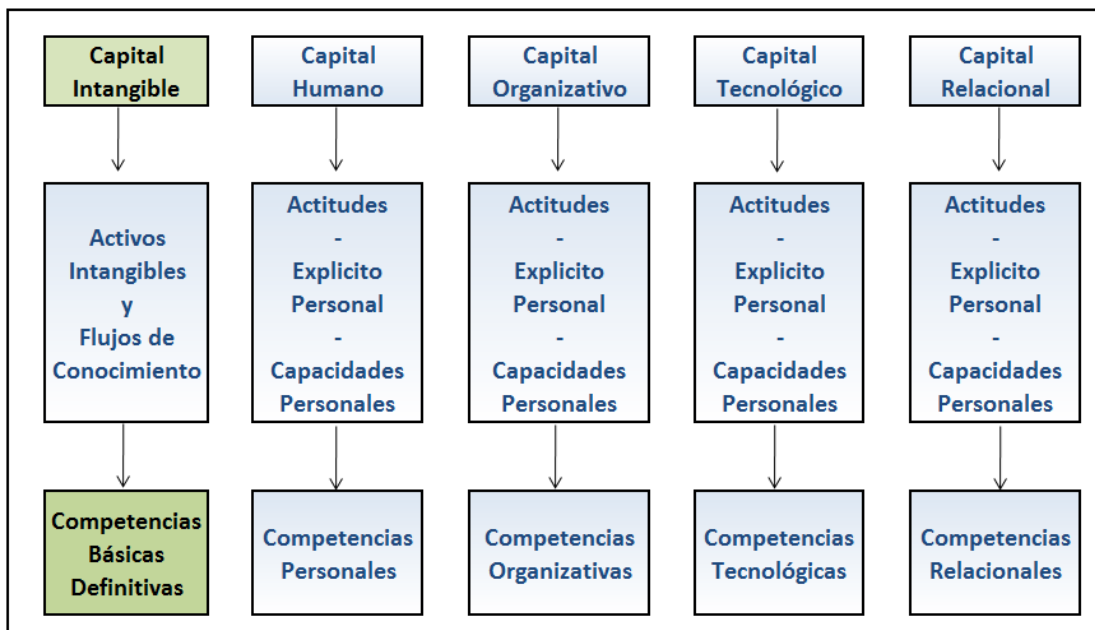 Capital
Intangible
Capital
Humano
Capital
Organizativo
Capital
Tecnológico
Capital
Relacional
Activos
Intangibles
y
Flujos de
Conocimiento
Actitudes
-
Explicito
Personal
-
Capacidades
Personales
Actitudes
-
Explicito
Personal
-
Capacidades
Personales
Actitudes
-
Explicito
Personal
-
Capacidades
Personales
Actitudes
-
Explicito
Personal
-
Capacidades
Personales
Competencias
Básicas
Definitivas
Competencias
Personales
Competencias
Organizativas
Competencias
Tecnológicas
Competencias
Relacionales